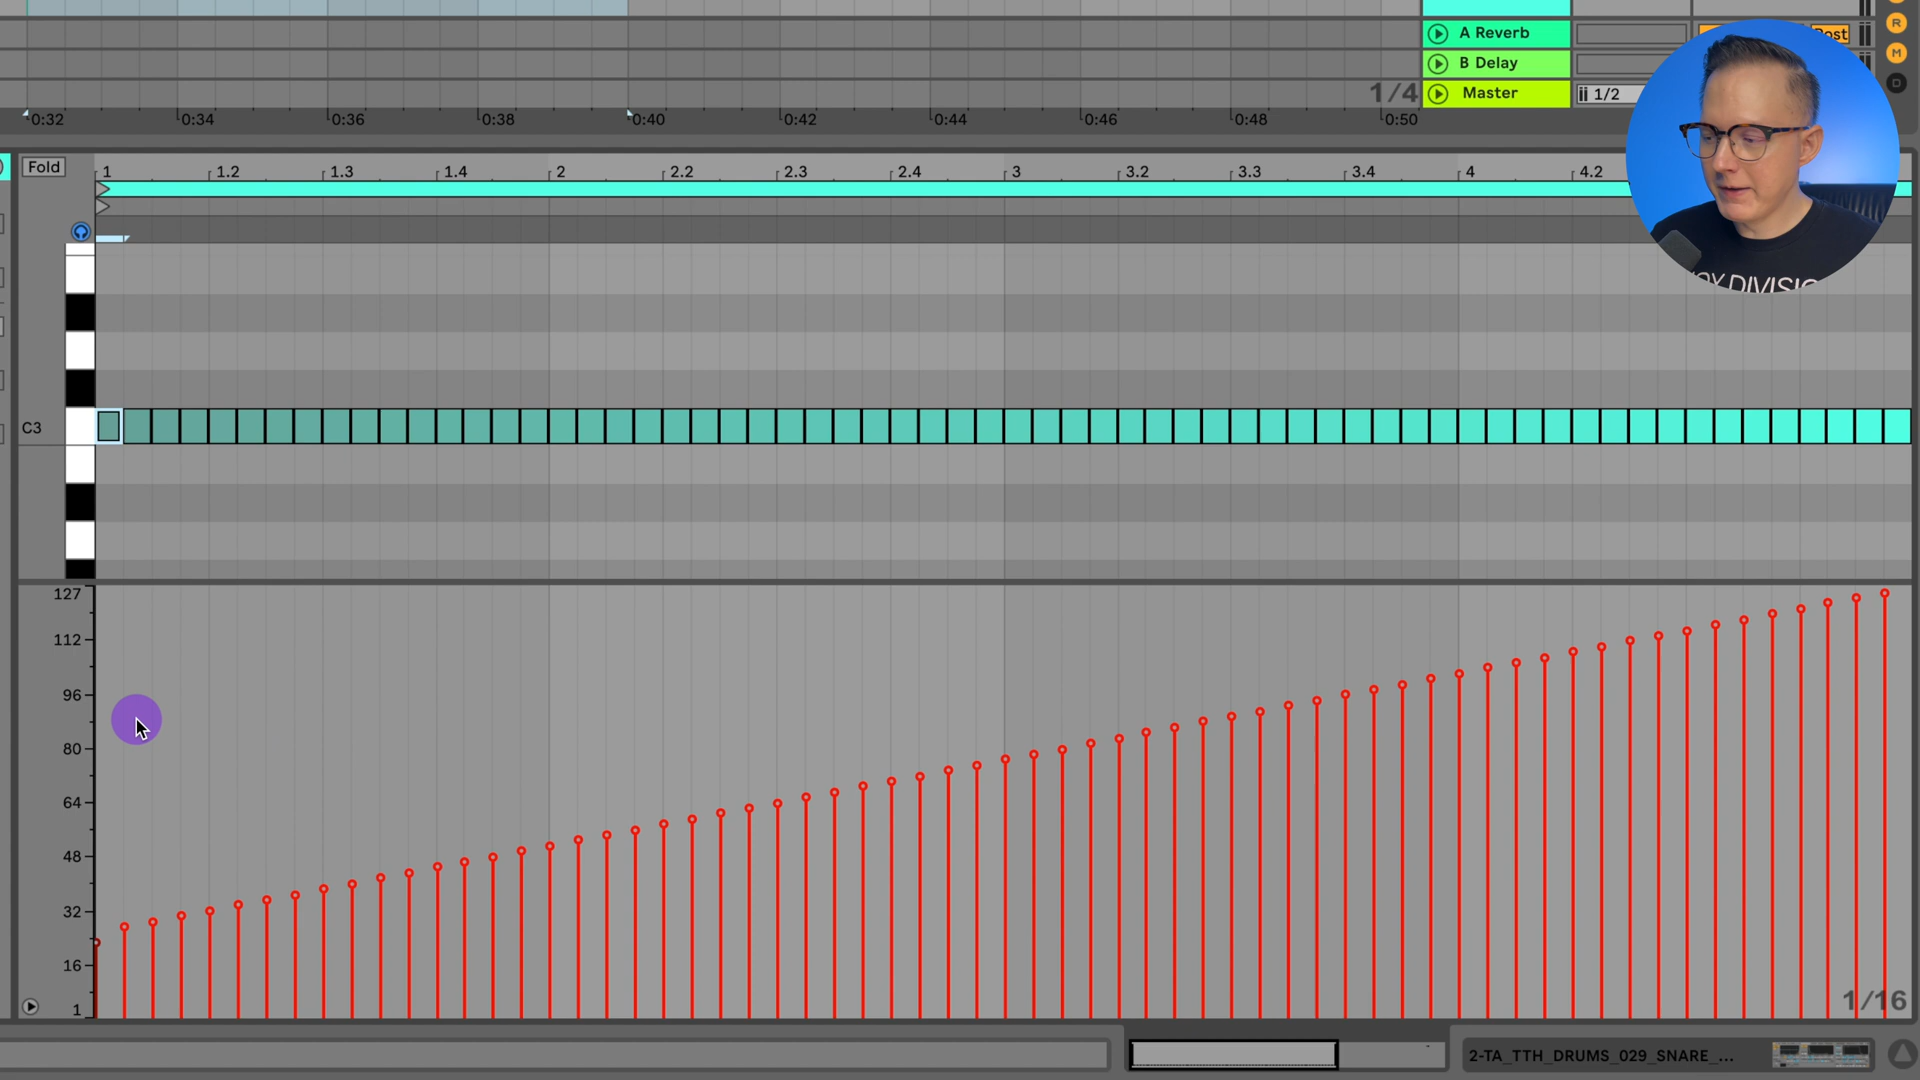 A Reverb
B Delay
1/4
Master
1/2
ost
R
M
D
0:32 0:34 0:36 0:38 0:40 0:42 0:44 0:46 0:48 0:50
Fold
1 1.2 1.3 1.4 2 2.2 2.3 2.4 3 3.2 3.3 3.4 4 4.2
DIVISI
C3
127
112
96
80
64
48
32
16
1
1/16
2-TA_TTH_DRUMS_029_SNARE_...